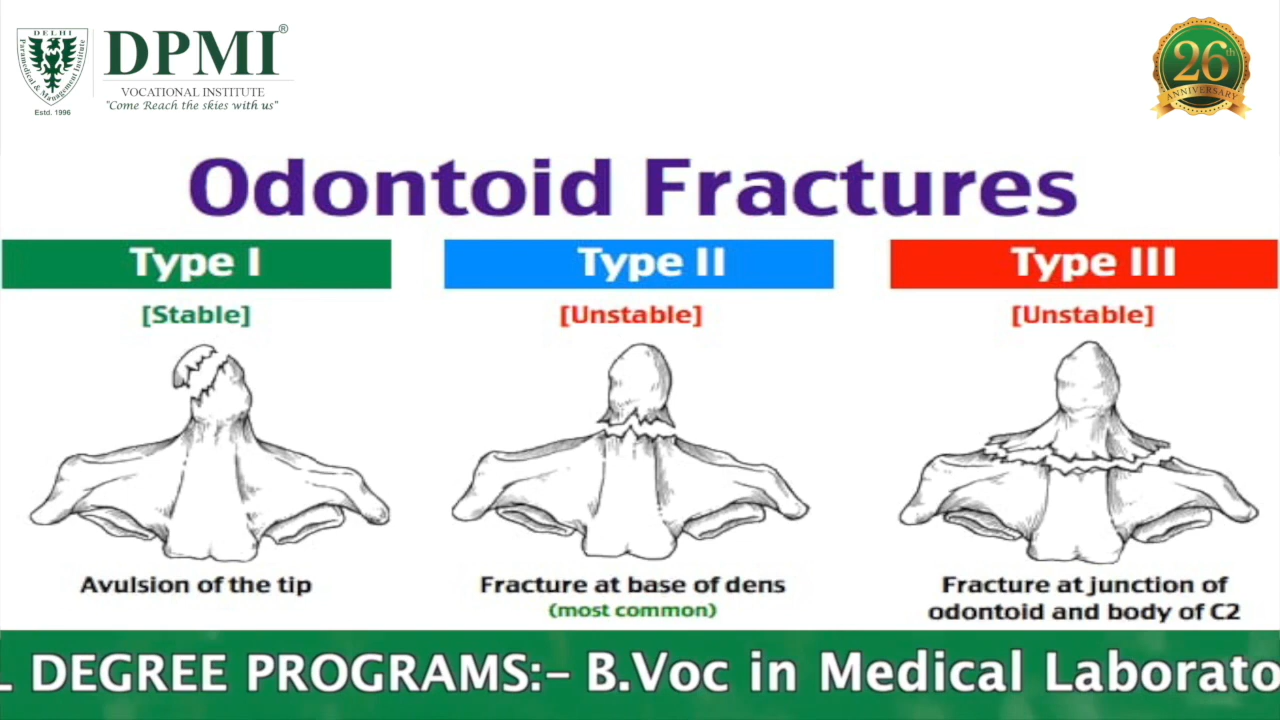 DELHI
Paramedical & Management Institute
Estd. 1996
DPMI®
VOCATIONAL INSTITUTE
"Come Reach the skies with us"
26th
ANNIVERSARY
Odontoid Fractures
Type I
[Stable]
Avulsion of the tip
Type II
[Unstable]
Fracture at base of dens
(most common)
Type III
[Unstable]
Fracture at junction of
odontoid and body of C2
DEGREE PROGRAMS:– B.Voc in Medical Laborato